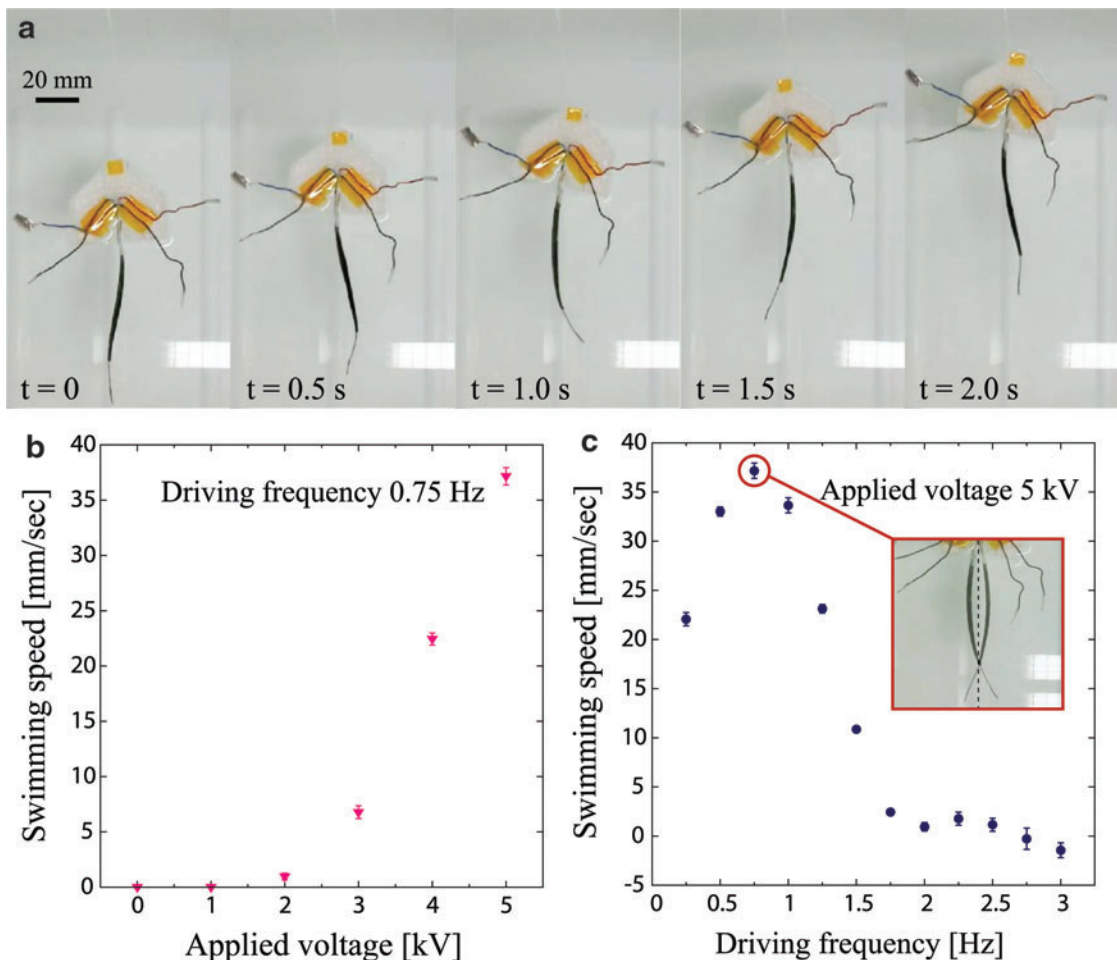 a
20 mm
t = 0
t = 0.5 s
t = 1.0 s
t = 1.5 s
t = 2.0 s
b
Swimming speed [mm/sec]
40
35
30
25
20
15
10
5
0
Driving frequency 0.75 Hz
0 1 2 3 4 5
Applied voltage [kV]
c
Swimming speed [mm/sec]
40
35
30
25
20
15
10
5
0
-5
Applied voltage 5 kV
0 0.5 1 1.5 2 2.5 3
Driving frequency [Hz]